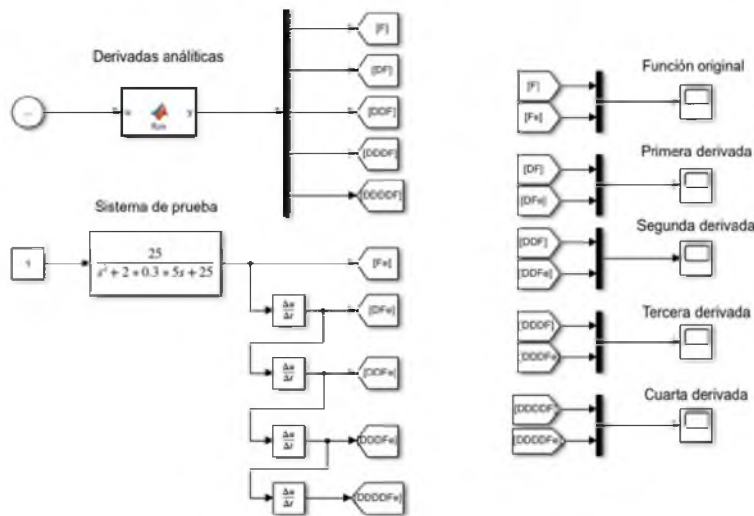 Derivadas análíticas
u
y
fcn
[F]
[DF]
[DDF]
[DDDF]
[DDDDF]
Sistema de prueba
1
25
s² + 2 * 0.3 * 5s + 25
Δu
Δt
Δu
Δt
Δu
Δt
Δu
Δt
[Fe]
[DFe]
[DDFe]
[DDDFe]
[DDDDFe]
Función original
[F]
[Fe]
Primera derivada
[DF]
[DFe]
Segunda derivada
[DDF]
[DDFe]
Tercera derivada
[DDDF]
[DDDFe]
Cuarta derivada
[DDDDF]
[DDDDFe]